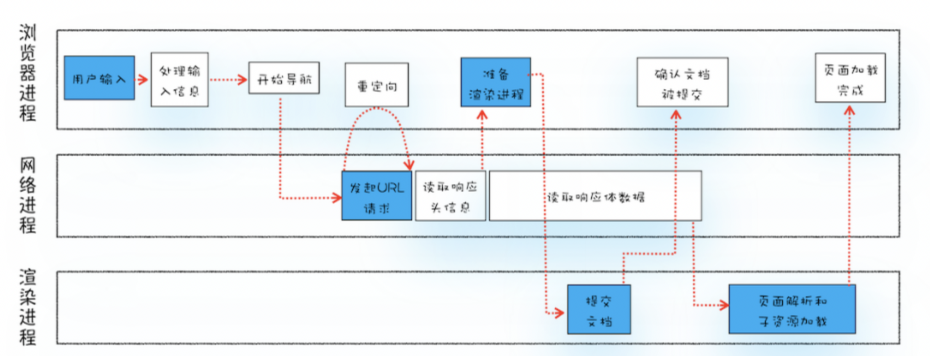 浏览器进程
用户输入
处理输
入信息
开始导航
重定向
准备
渲染进程
确认文档
被提交
页面加载
完成
网络进程
发起URL
请求
读取响应
头信息
读取响应体数据
渲染进程
提交
文档
页面解析和
子资源加载